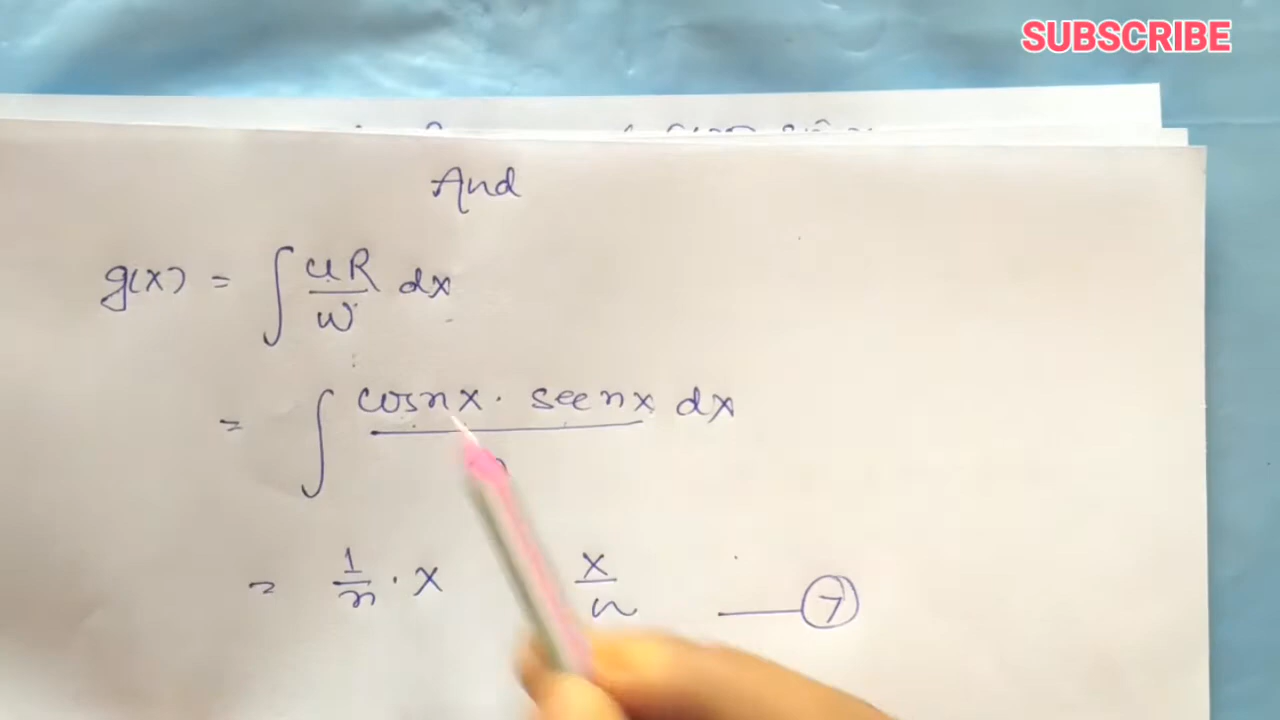 SUBSCRIBE
And
g(x) = ∫ uR/w dx
= ∫ cosnx · secnx dx
= 1/n · x x/n —⑦